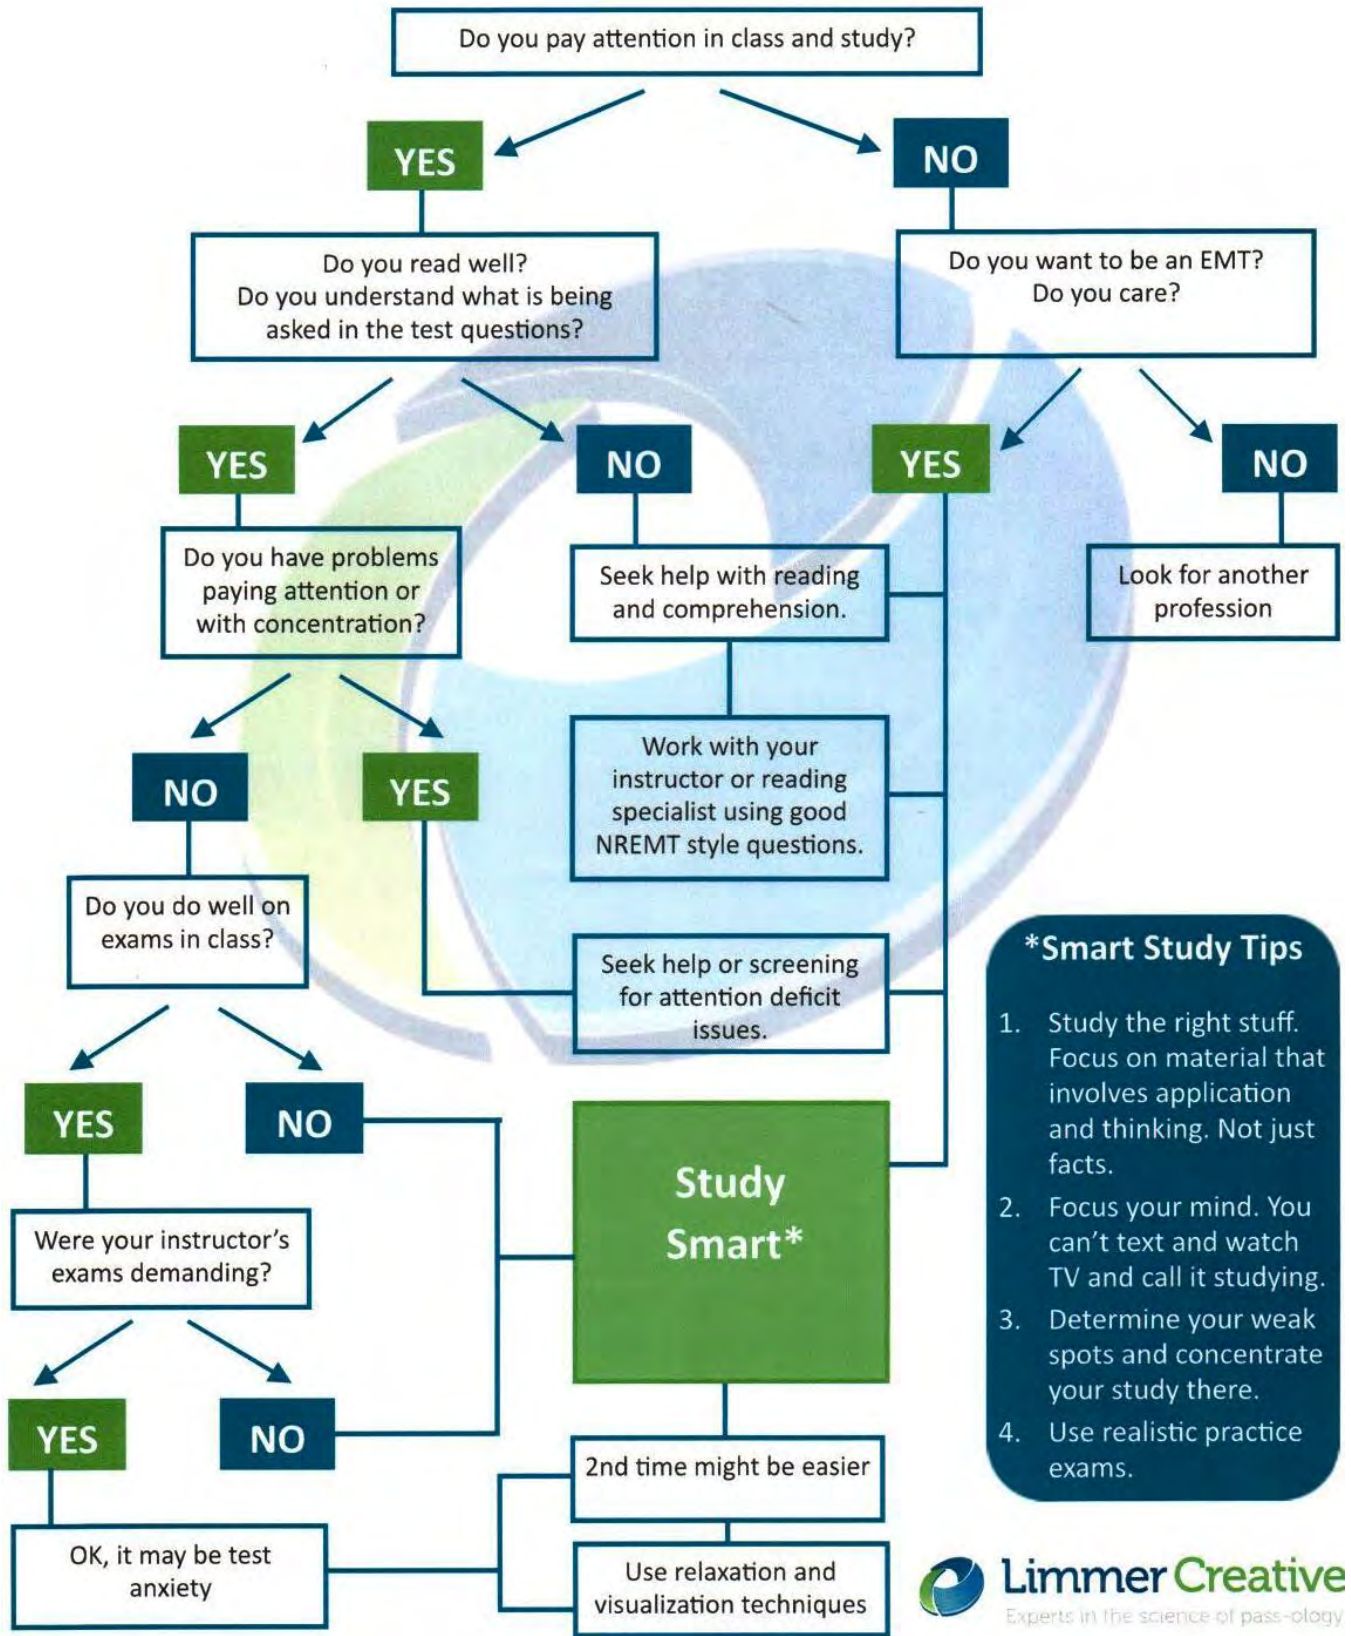 Do you pay attention in class and study?
YES
NO
Do you read well?
Do you understand what is being
asked in the test questions?
Do you want to be an EMT?
Do you care?
YES
NO
YES
NO
Do you have problems
paying attention or
with concentration?
Seek help with reading
and comprehension.
Look for another
profession
NO
YES
Work with your
instructor or reading
specialist using good
NREMT style questions.
Do you do well on
exams in class?
Seek help or screening
for attention deficit
issues.
YES
NO
Study
Smart*
Were your instructor's
exams demanding?
YES
NO
2nd time might be easier
OK, it may be test
anxiety
Use relaxation and
visualization techniques
*Smart Study Tips
1. Study the right stuff.
Focus on material that
involves application
and thinking. Not just
facts.
2. Focus your mind. You
can't text and watch
TV and call it studying.
3. Determine your weak
spots and concentrate
your study there.
4. Use realistic practice
exams.
Limmer Creative
Experts in the science of pass-ology